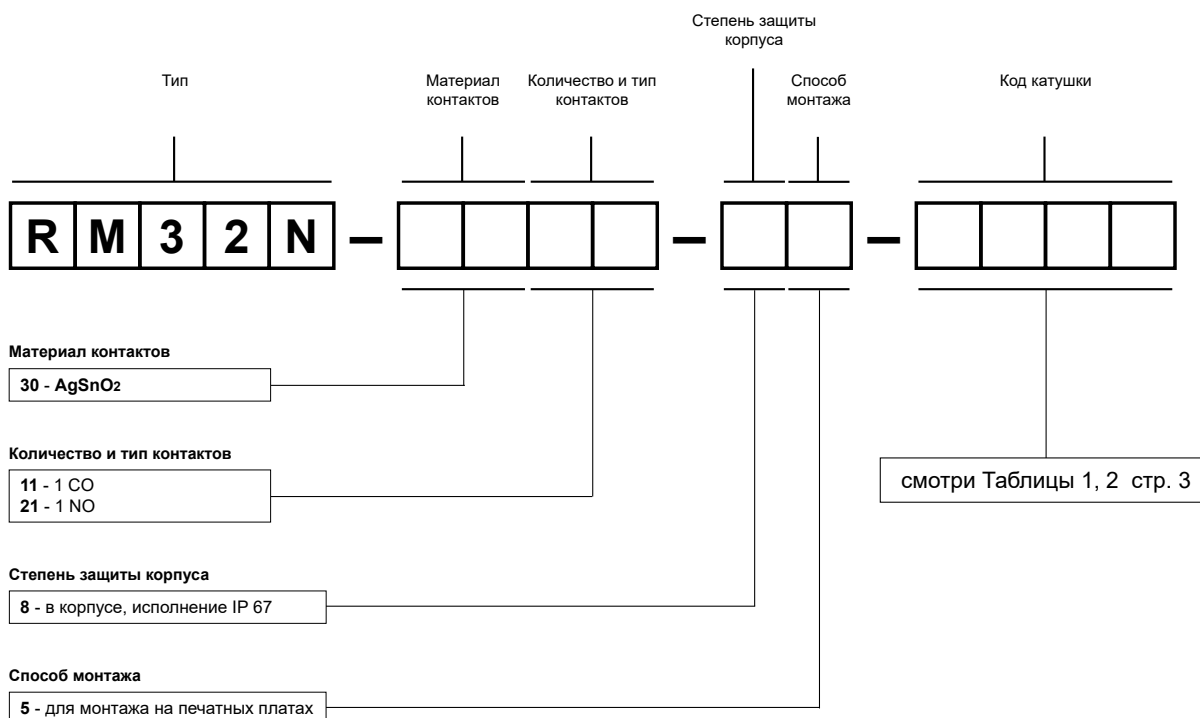 Степень защиты
корпуса
Тип
Материал
контактов
Количество и тип
контактов
Способ
монтажа
Код катушки
R M 3 2 N – – –
Материал контактов
30 - AgSnO2
Количество и тип контактов
11 - 1 CO
21 - 1 NO
смотри Таблицы 1, 2 стр. 3
Степень защиты корпуса
8 - в корпусе, исполнение IP 67
Способ монтажа
5 - для монтажа на печатных платах